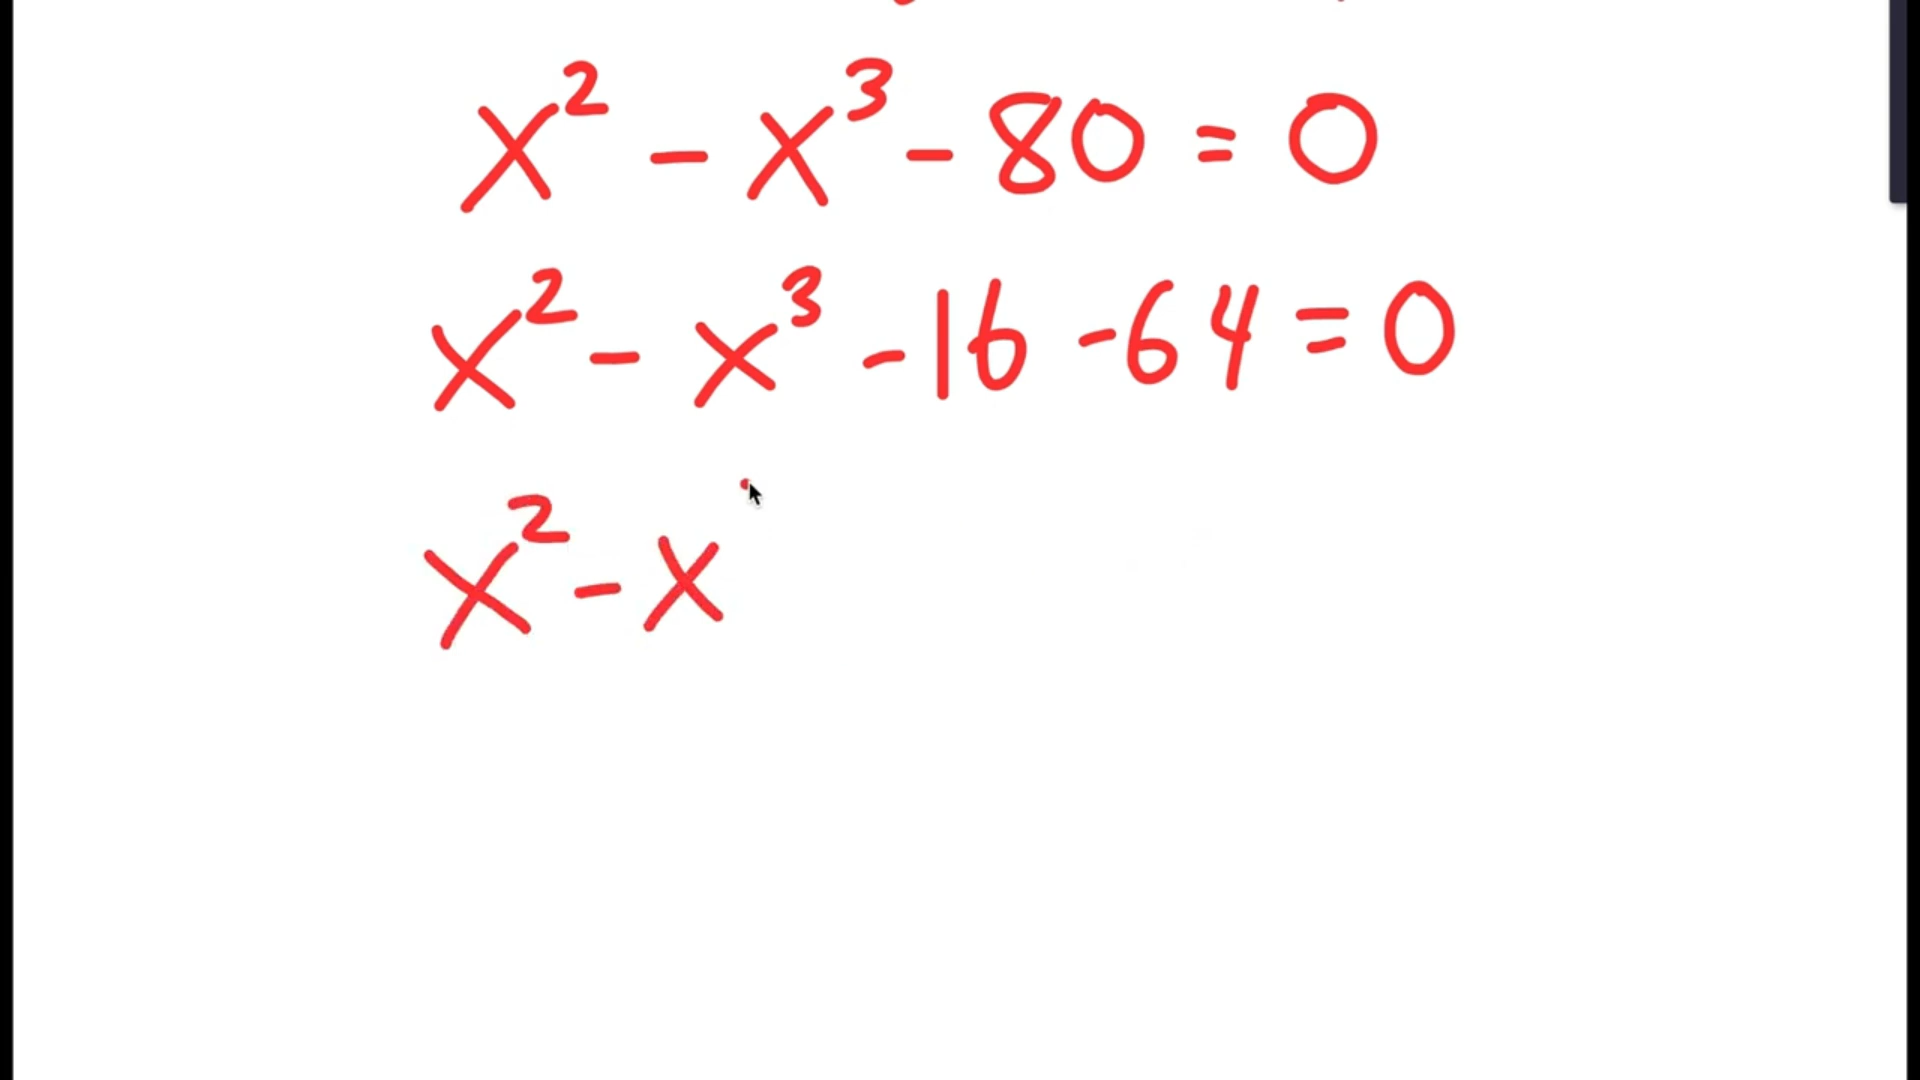 x² - x³ - 80 = 0
x² - x³ - 16 - 64 = 0
x² - x